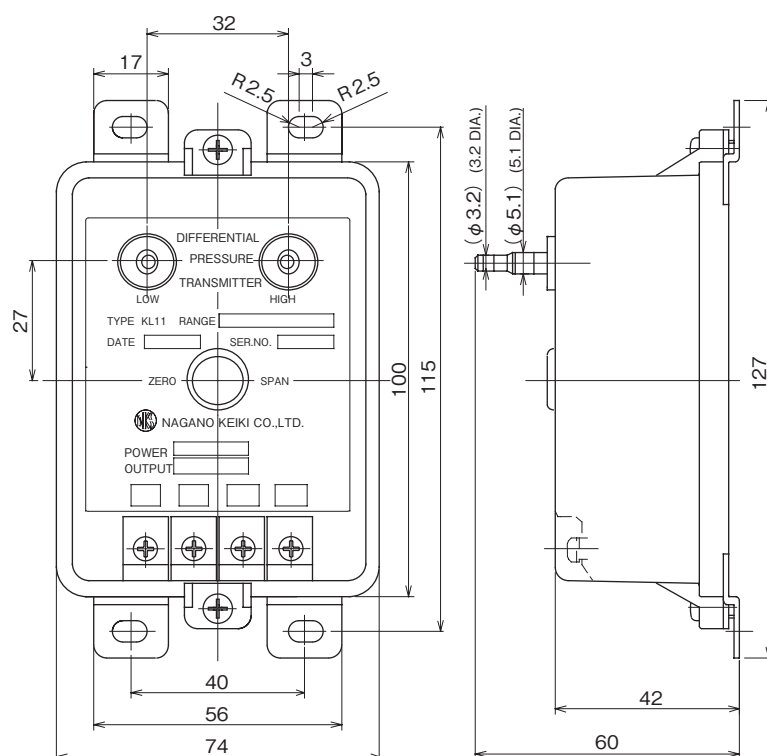 32
17
3
R2.5
R2.5
(φ3.2) (3.2 DIA.)
(φ5.1) (5.1 DIA.)
DIFFERENTIAL
PRESSURE
TRANSMITTER
LOW
HIGH
27
TYPE KL11 RANGE
DATE
SER.NO.
100
115
127
ZERO
SPAN
NAGANO KEIKI CO.,LTD.
POWER
OUTPUT
40
42
56
60
74